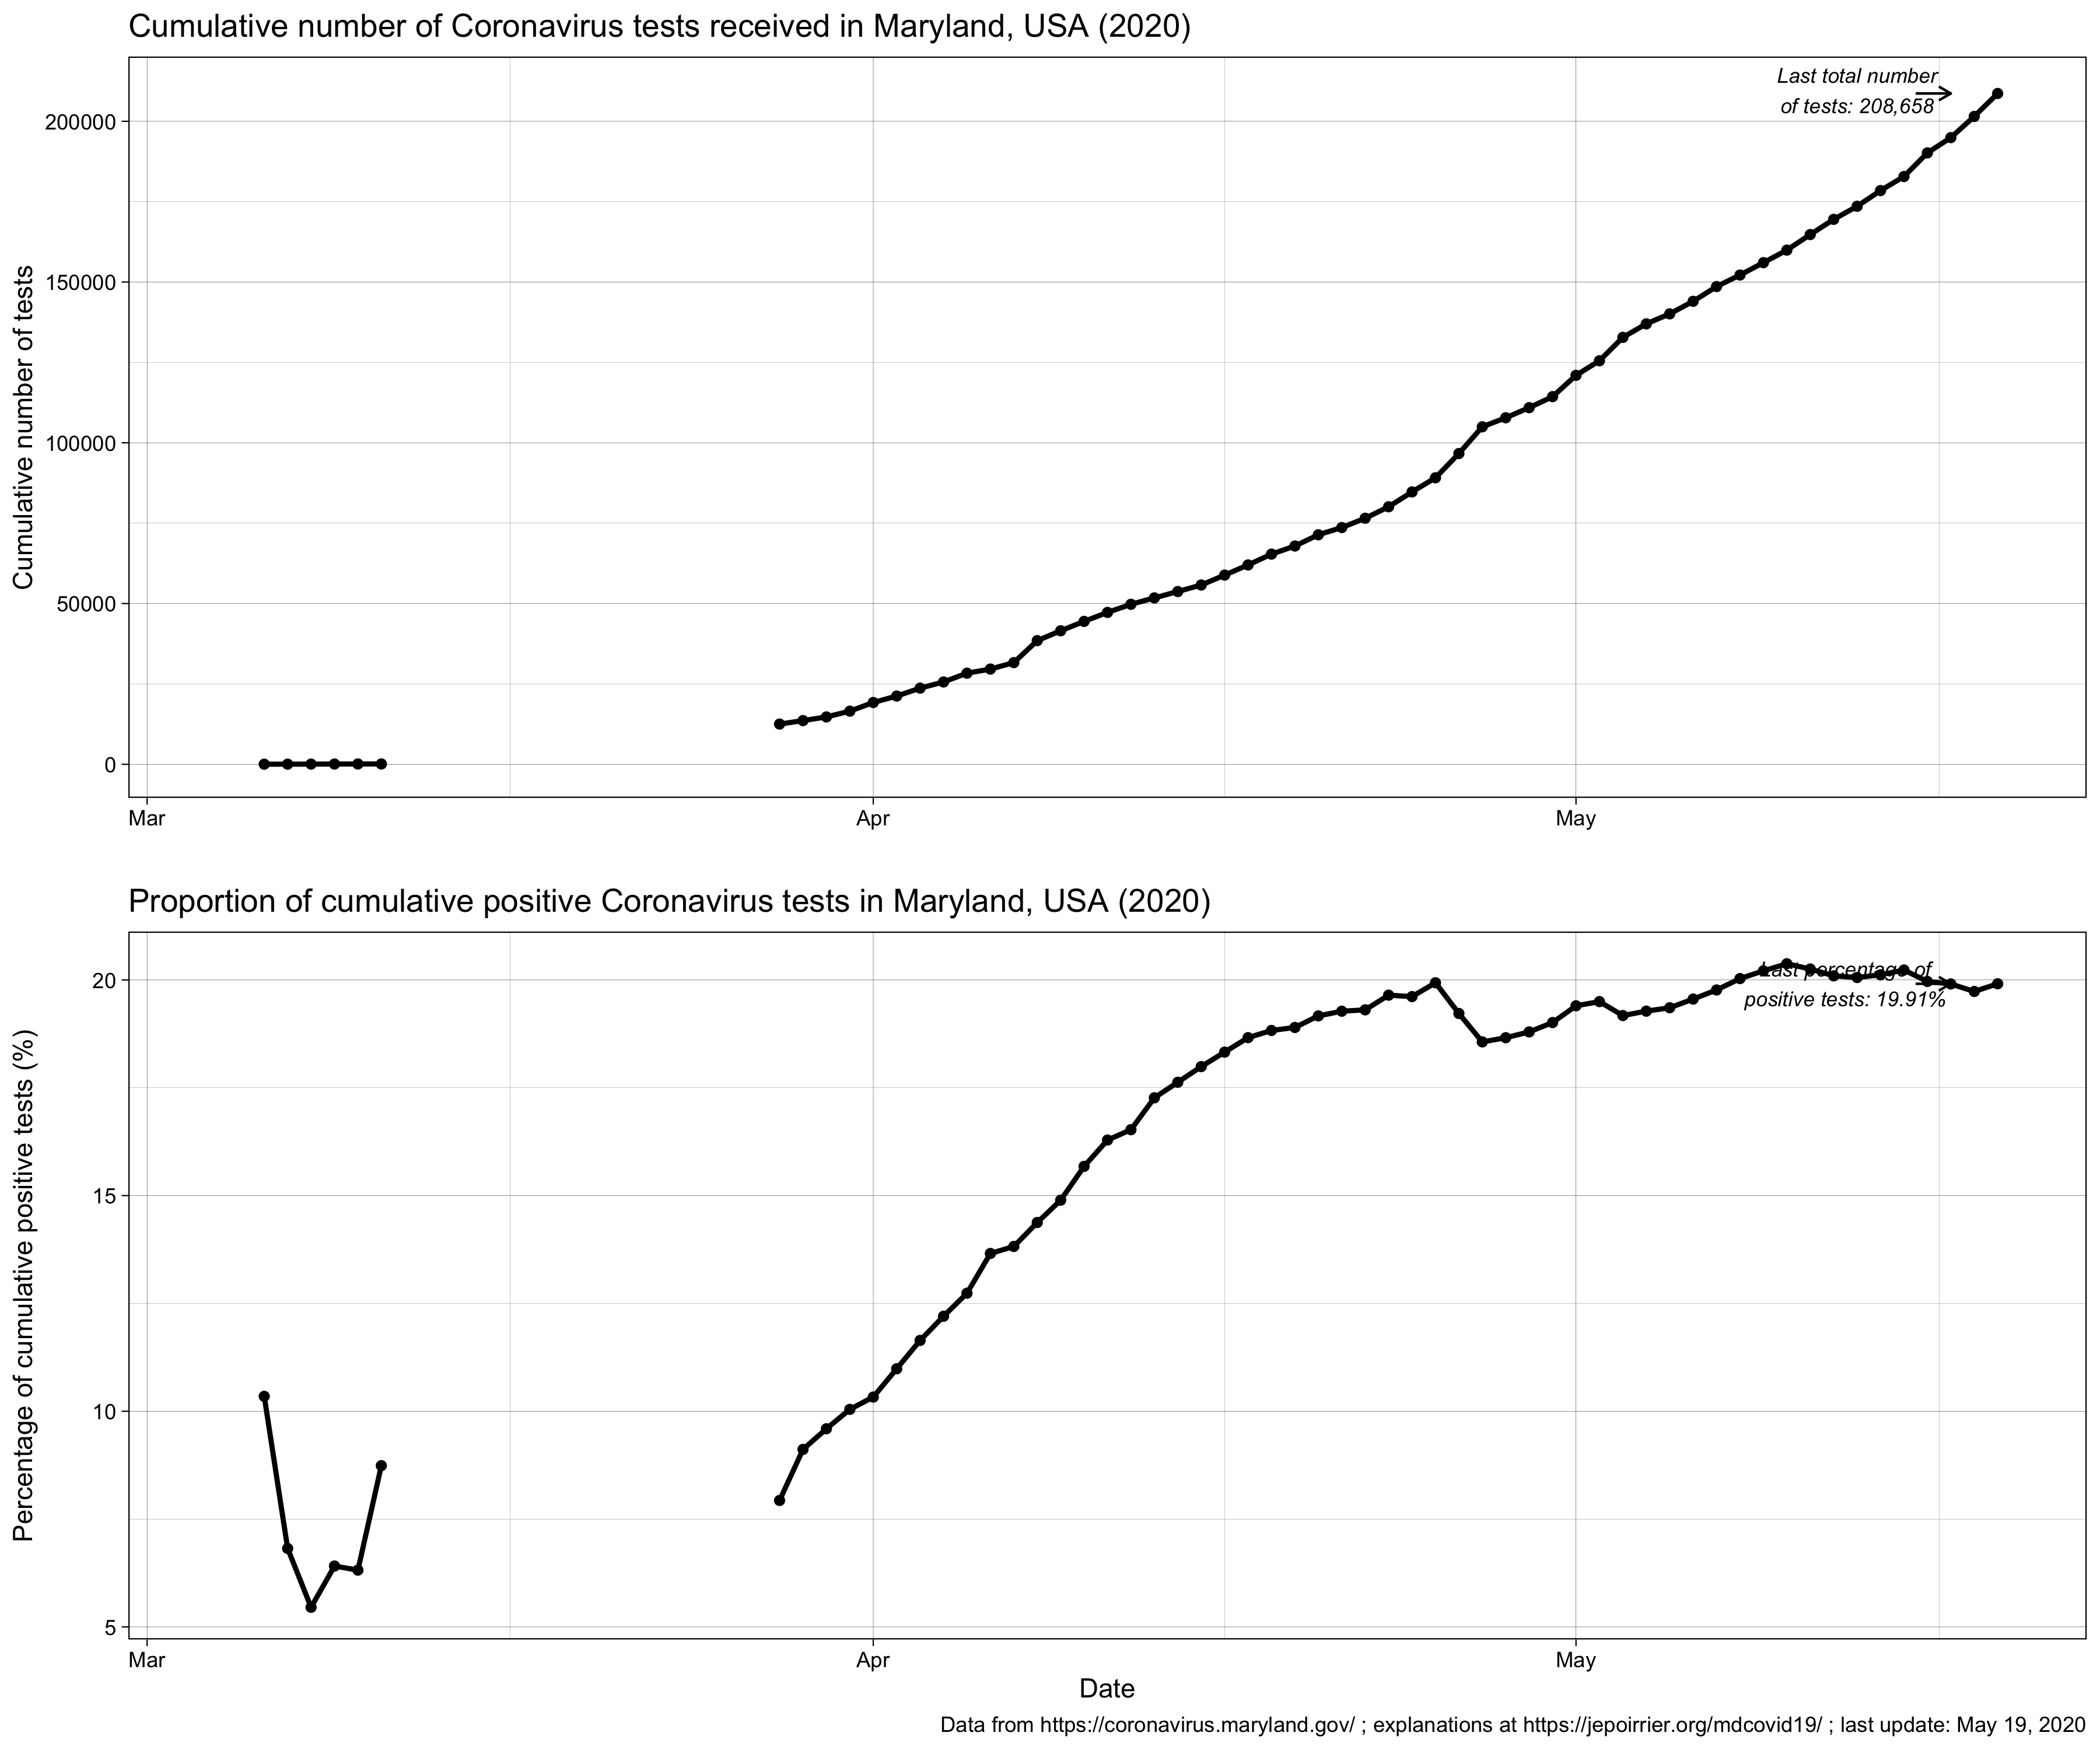 Cumulative number of Coronavirus tests received in Maryland, USA (2020)
Last total number
of tests: 208,658
200000
150000
100000
50000
0
Cumulative number of tests
Mar Apr May
Proportion of cumulative positive Coronavirus tests in Maryland, USA (2020)
Last percentage of
positive tests: 19.91%
20
15
10
5
Percentage of cumulative positive tests (%)
Mar Apr May
Date
Data from https://coronavirus.maryland.gov/ ; explanations at https://jepoirrier.org/mdcovid19/ ; last update: May 19, 2020